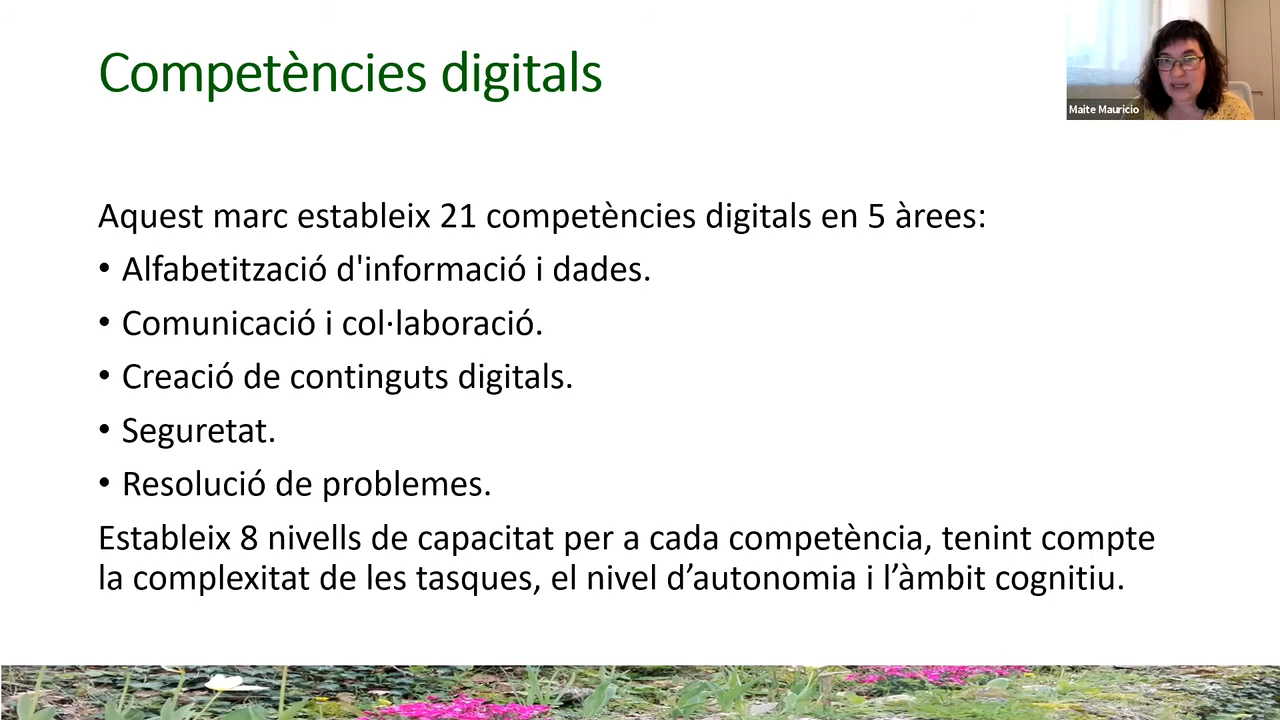 Competències digitals
Maite Mauricio
Aquest marc estableix 21 competències digitals en 5 àrees:
• Alfabetització d'informació i dades.
• Comunicació i col·laboració.
• Creació de continguts digitals.
• Seguretat.
• Resolució de problemes.
Estableix 8 nivells de capacitat per a cada competència, tenint compte
la complexitat de les tasques, el nivel d’autonomia i l’àmbit cognitiu.